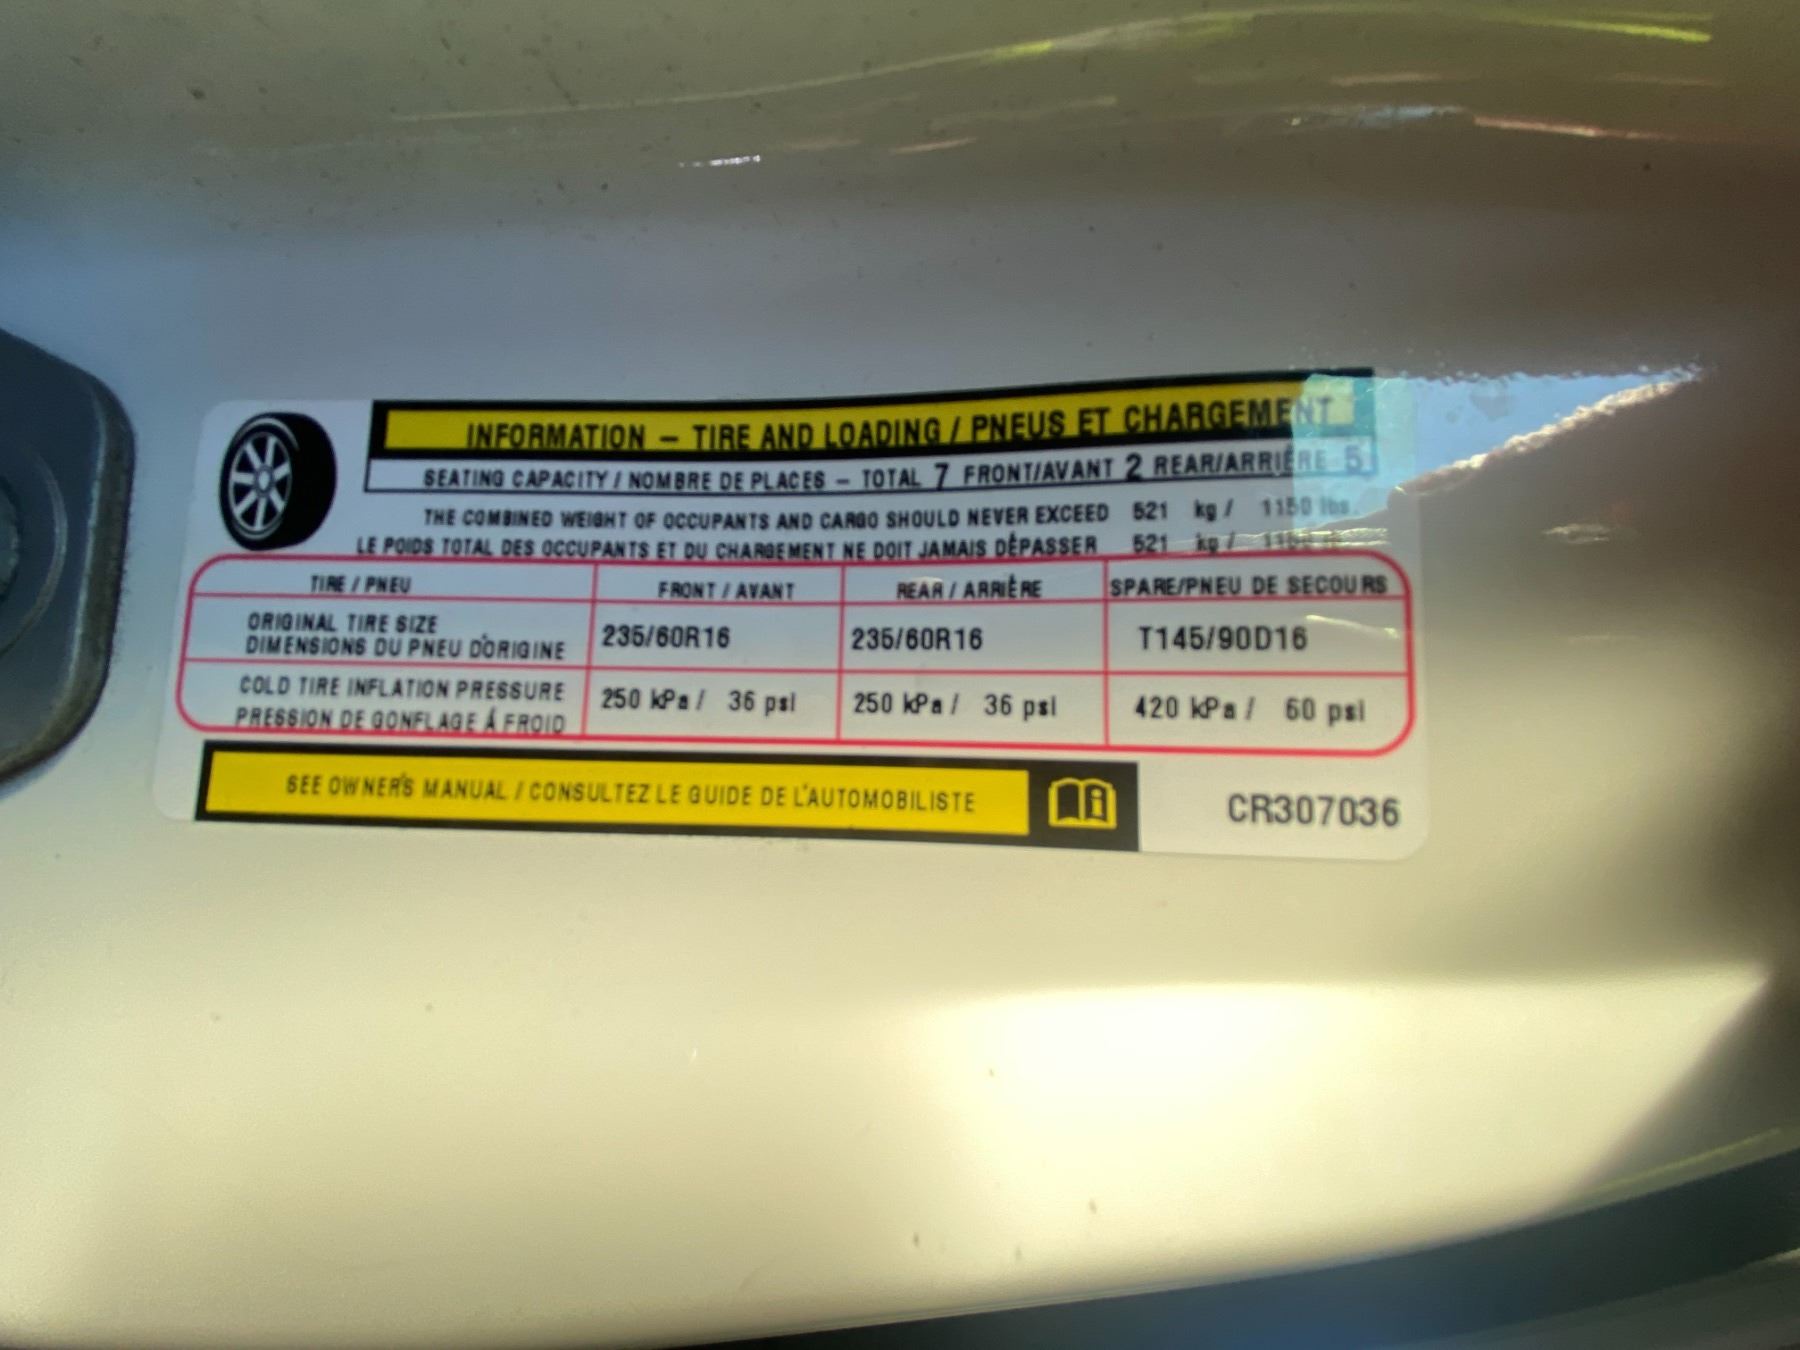 INFORMATION – TIRE AND LOADING / PNEUS ET CHARGEMENT
SEATING CAPACITY / NOMBRE DE PLACES – TOTAL 7 FRONT/AVANT 2 REAR/ARRIÈRE 5
THE COMBINED WEIGHT OF OCCUPANTS AND CARGO SHOULD NEVER EXCEED 521 kg / 1150 lbs.
LE POIDS TOTAL DES OCCUPANTS ET DU CHARGEMENT NE DOIT JAMAIS DÉPASSER 521 kg /
TIRE / PNEU FRONT / AVANT REAR / ARRIÈRE SPARE/PNEU DE SECOURS
ORIGINAL TIRE SIZE
DIMENSIONS DU PNEU D'ORIGINE 235/60R16 235/60R16 T145/90D16
COLD TIRE INFLATION PRESSURE
PRESSION DE GONFLAGE Á FROID 250 kPa / 36 psi 250 kPa / 36 psi 420 kPa / 60 psi
SEE OWNER'S MANUAL / CONSULTEZ LE GUIDE DE L'AUTOMOBILISTE
CR307036